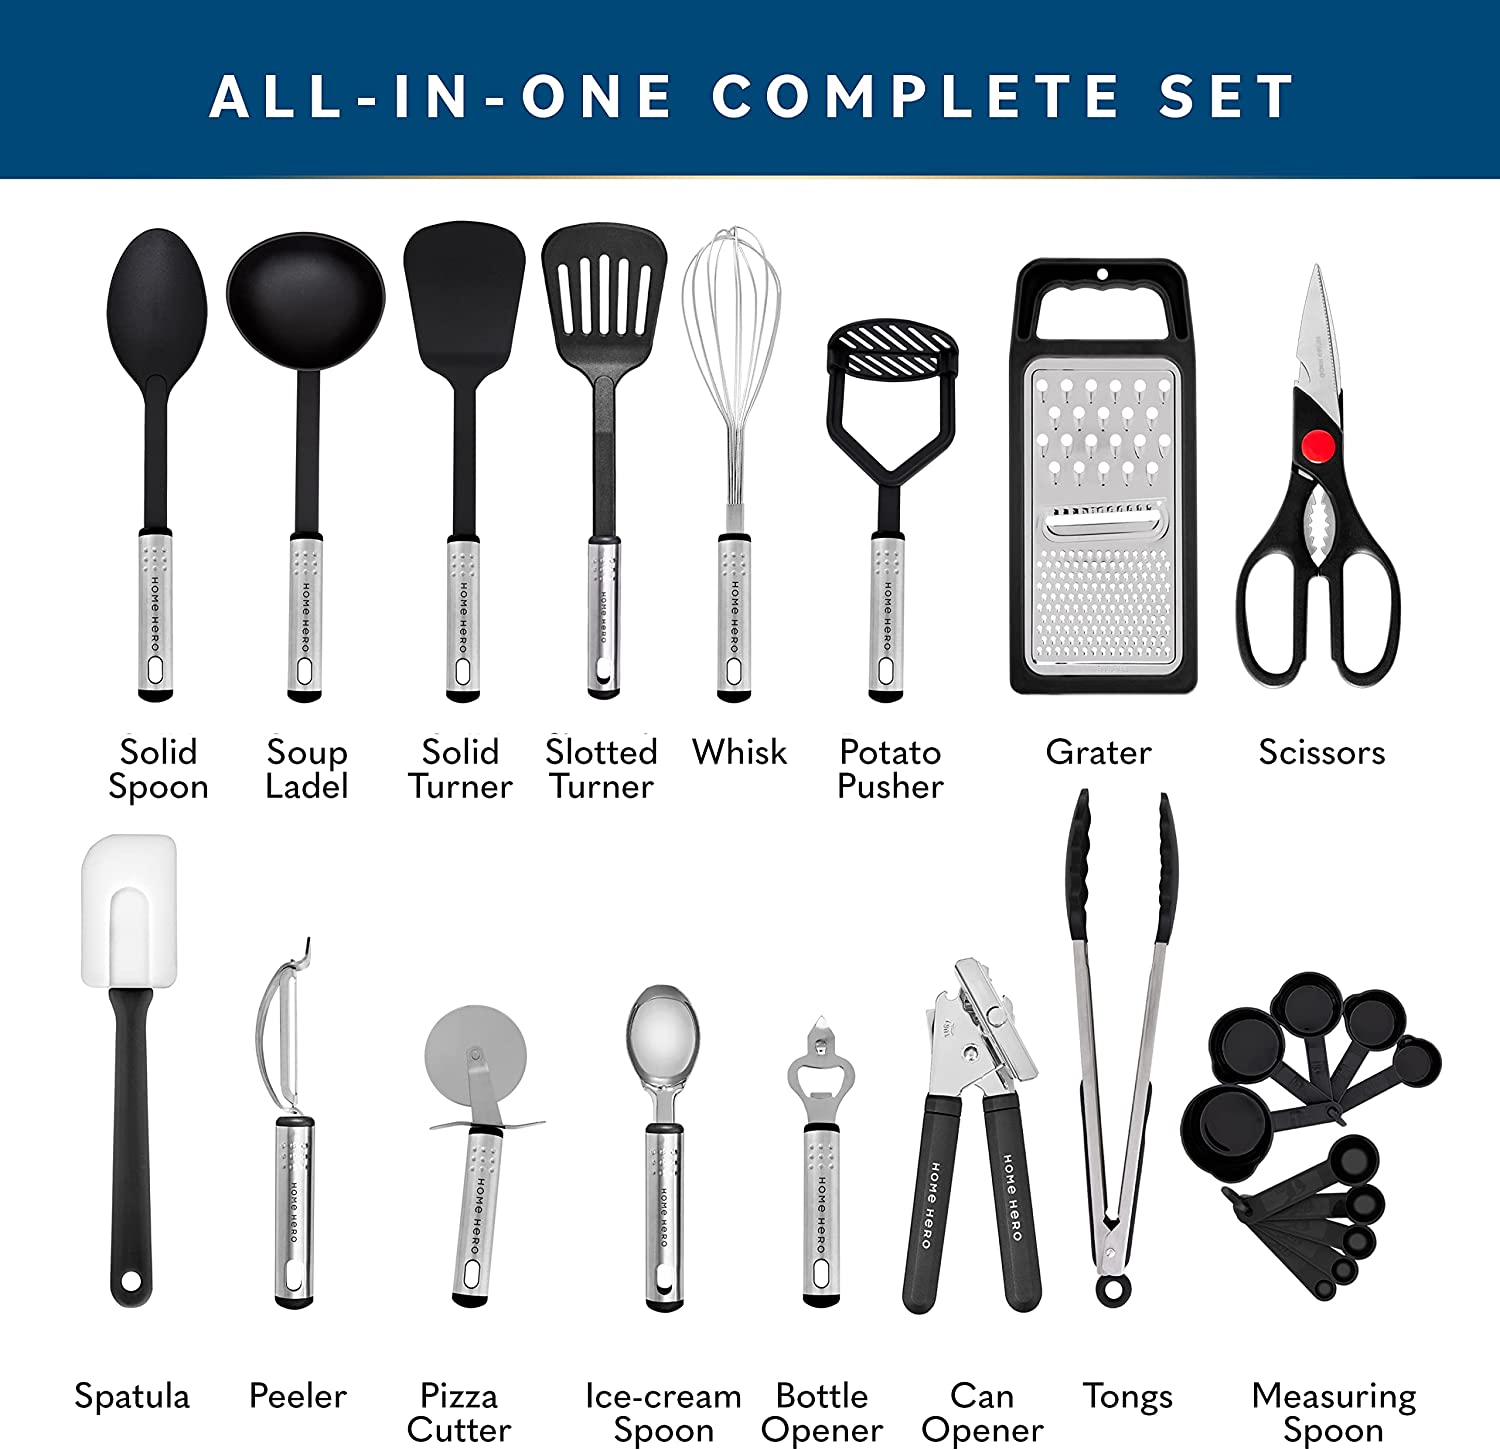 ALL-IN-ONE COMPLETE SET
HOME HERO
HOME HERO
HOME HERO
HOME HERO
HOME HERO
HOME HERO
Solid
Spoon
Soup
Ladel
Solid
Turner
Slotted
Turner
Whisk
Potato
Pusher
Grater
Scissors
HOME HERO
HOME HERO
HOME HERO
HOME HERO
HOME HERO
HOME HERO
Spatula
Peeler
Pizza
Cutter
Ice-cream
Spoon
Bottle
Opener
Can
Opener
Tongs
Measuring
Spoon